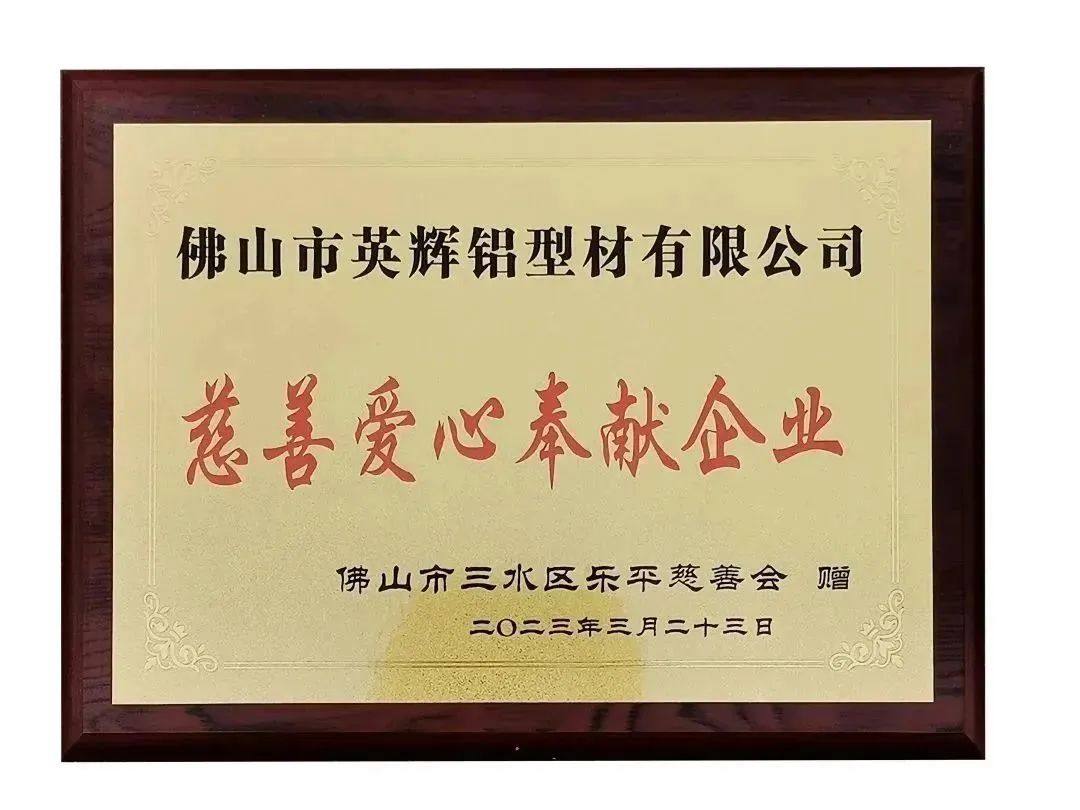 佛山市英辉铝型材有限公司
慈善爱心奉献企业
佛山市三水区乐平慈善会 赠
二〇二三年三月二十三日